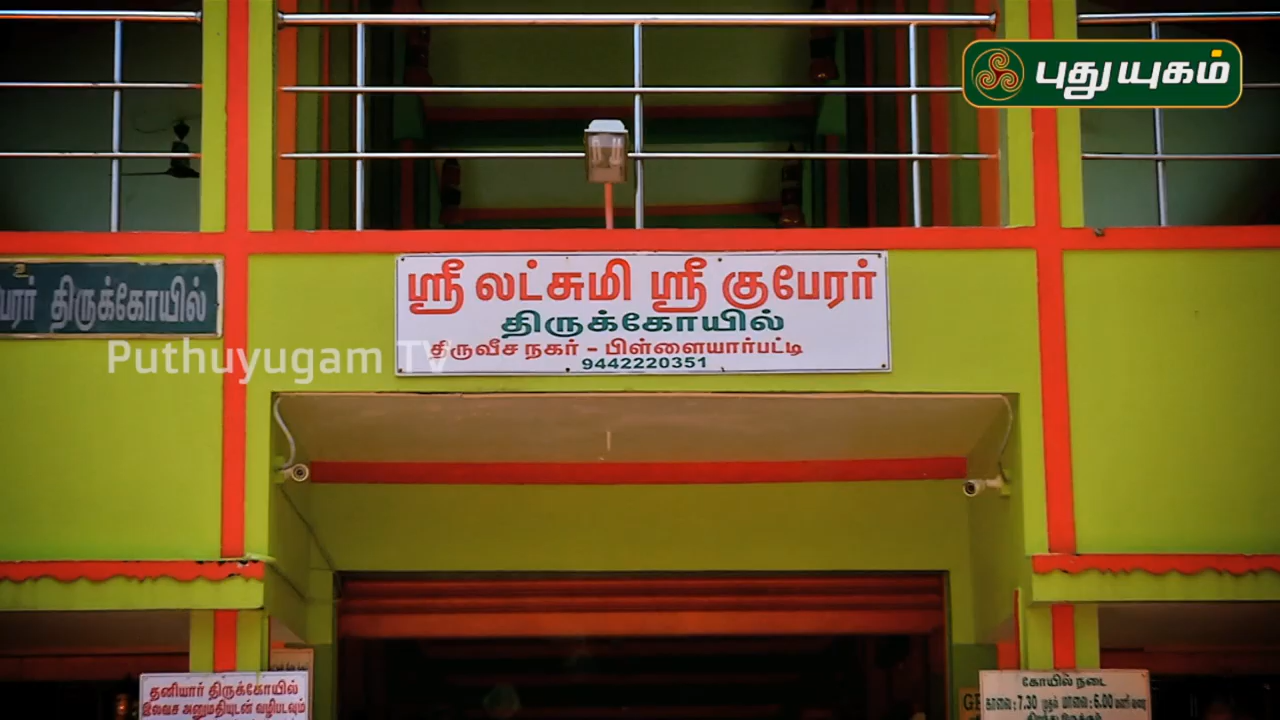 புதுயுகம்
ஸ்ரீ லட்சுமி ஸ்ரீ குபேரர்
திருக்கோயில்
திருவீச நகர் - பிள்ளையார்பட்டி
9442220351
பேரர் திருக்கோயில்
Puthuyugam TV
தனியார் திருக்கோயில்
இலவச அனுமதியுடன் வழிபடவும்
கோயில் நடை
காலை : 7.30 முதல் மாலை : 6.00 மணி வரை